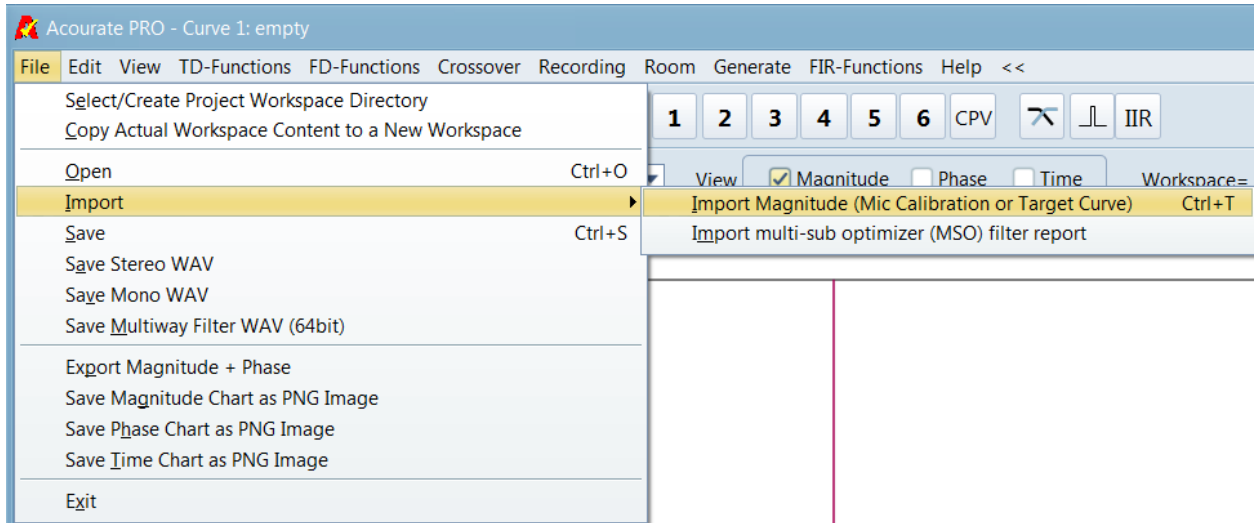 Acourate PRO - Curve 1: empty
File Edit View TD-Functions FD-Functions Crossover Recording Room Generate FIR-Functions Help <<
Select/Create Project Workspace Directory
Copy Actual Workspace Content to a New Workspace
1 2 3 4 5 6 CPV IIR
Open Ctrl+O
View Magnitude Phase Time Workspace=
Import
Import Magnitude (Mic Calibration or Target Curve) Ctrl+T
Save Ctrl+S
Import multi-sub optimizer (MSO) filter report
Save Stereo WAV
Save Mono WAV
Save Multiway Filter WAV (64bit)
Export Magnitude + Phase
Save Magnitude Chart as PNG Image
Save Phase Chart as PNG Image
Save Time Chart as PNG Image
Exit